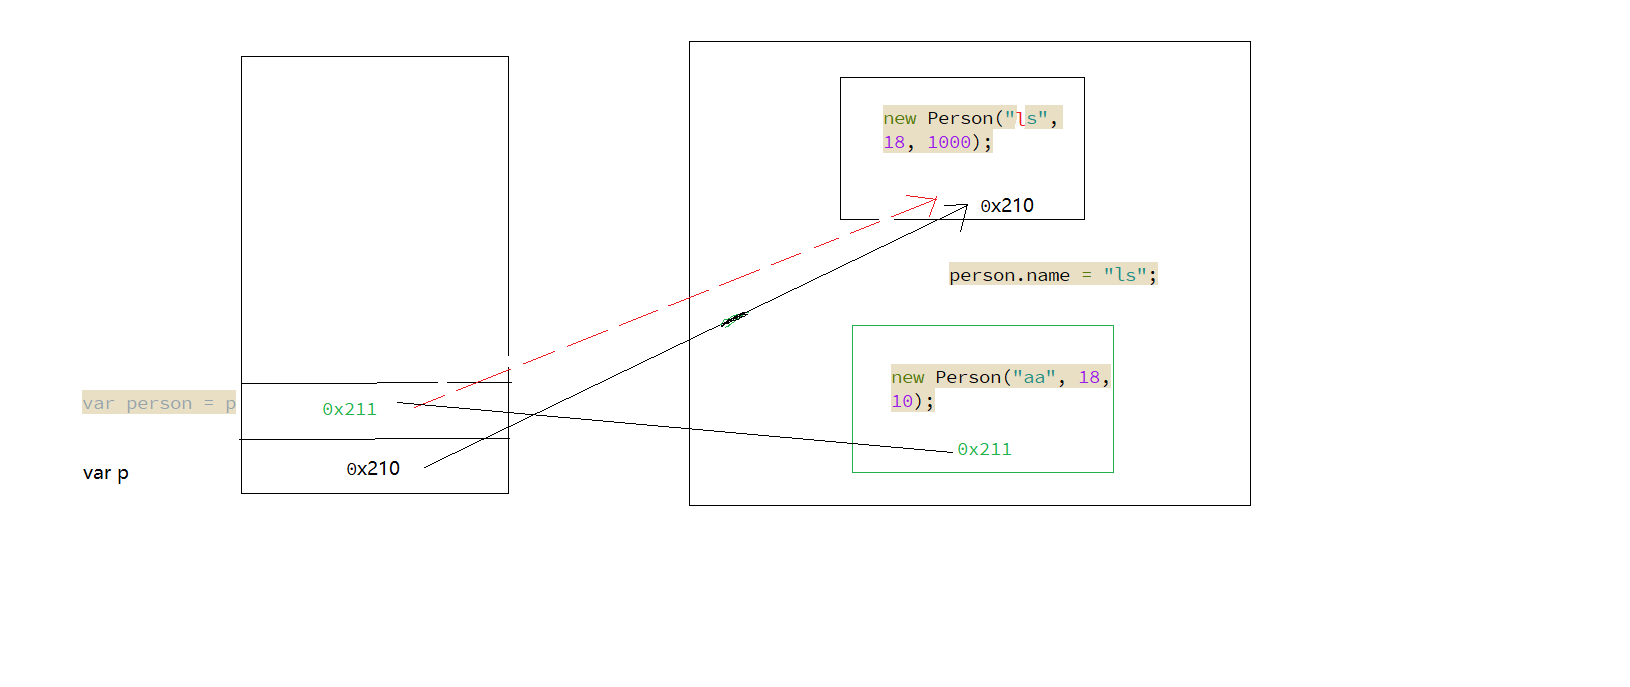 new Person("ls",
18, 1000);
0x210
person.name = "ls";
new Person("aa", 18,
10);
0x211
var person = p
0x211
var p
0x210